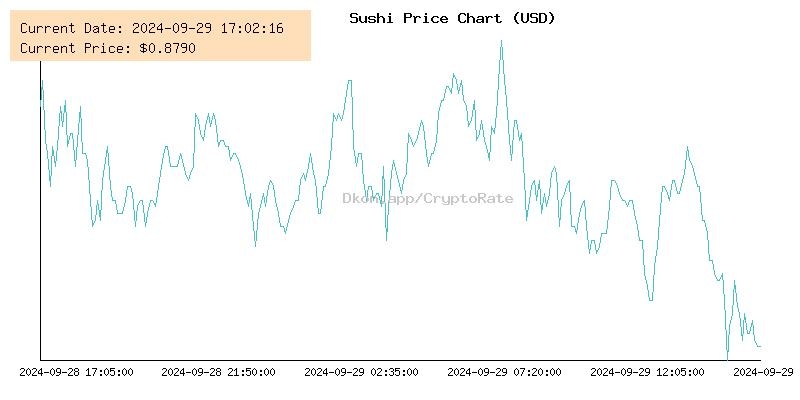 Sushi Price Chart (USD)
Current Date: 2024-09-29 17:02:16
Current Price: $0.8790
Dkom.app/CryptoRate
2024-09-28 17:05:00 2024-09-28 21:50:00 2024-09-29 02:35:00 2024-09-29 07:20:00 2024-09-29 12:05:00 2024-09-29